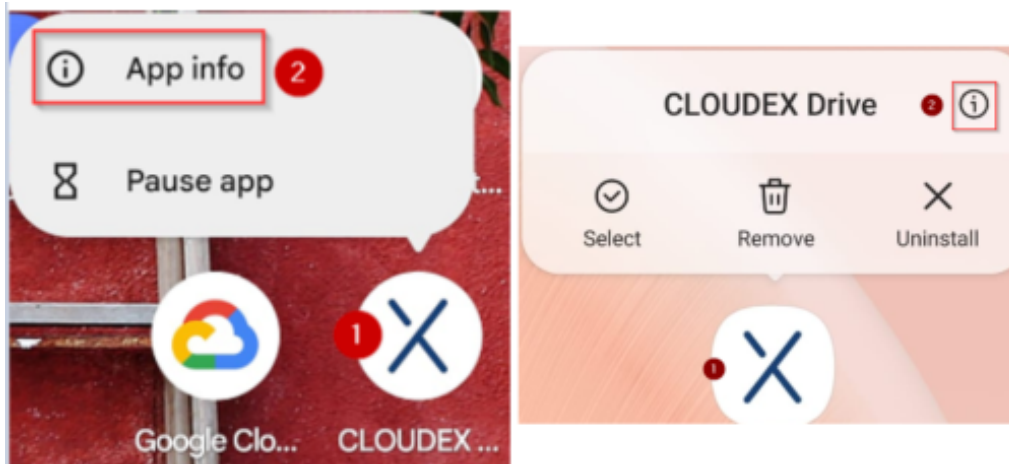 App info
2
Pause app
...
1
Google Clo...
CLOUDEX ...
CLOUDEX Drive
2
Select
Remove
Uninstall
1